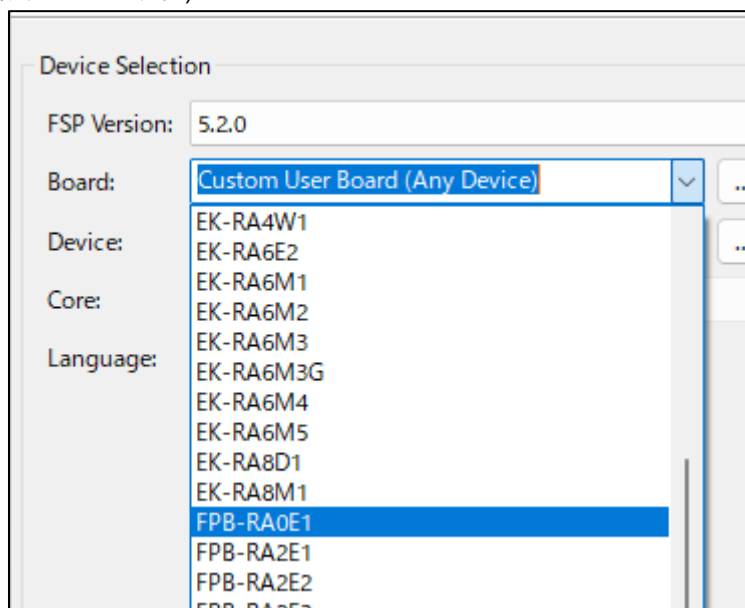 Device Selection
FSP Version: 5.2.0
Board: Custom User Board (Any Device) ...
Device: ...
Core:
Language:
EK-RA4W1
EK-RA6E2
EK-RA6M1
EK-RA6M2
EK-RA6M3
EK-RA6M3G
EK-RA6M4
EK-RA6M5
EK-RA8D1
EK-RA8M1
FPB-RA0E1
FPB-RA2E1
FPB-RA2E2